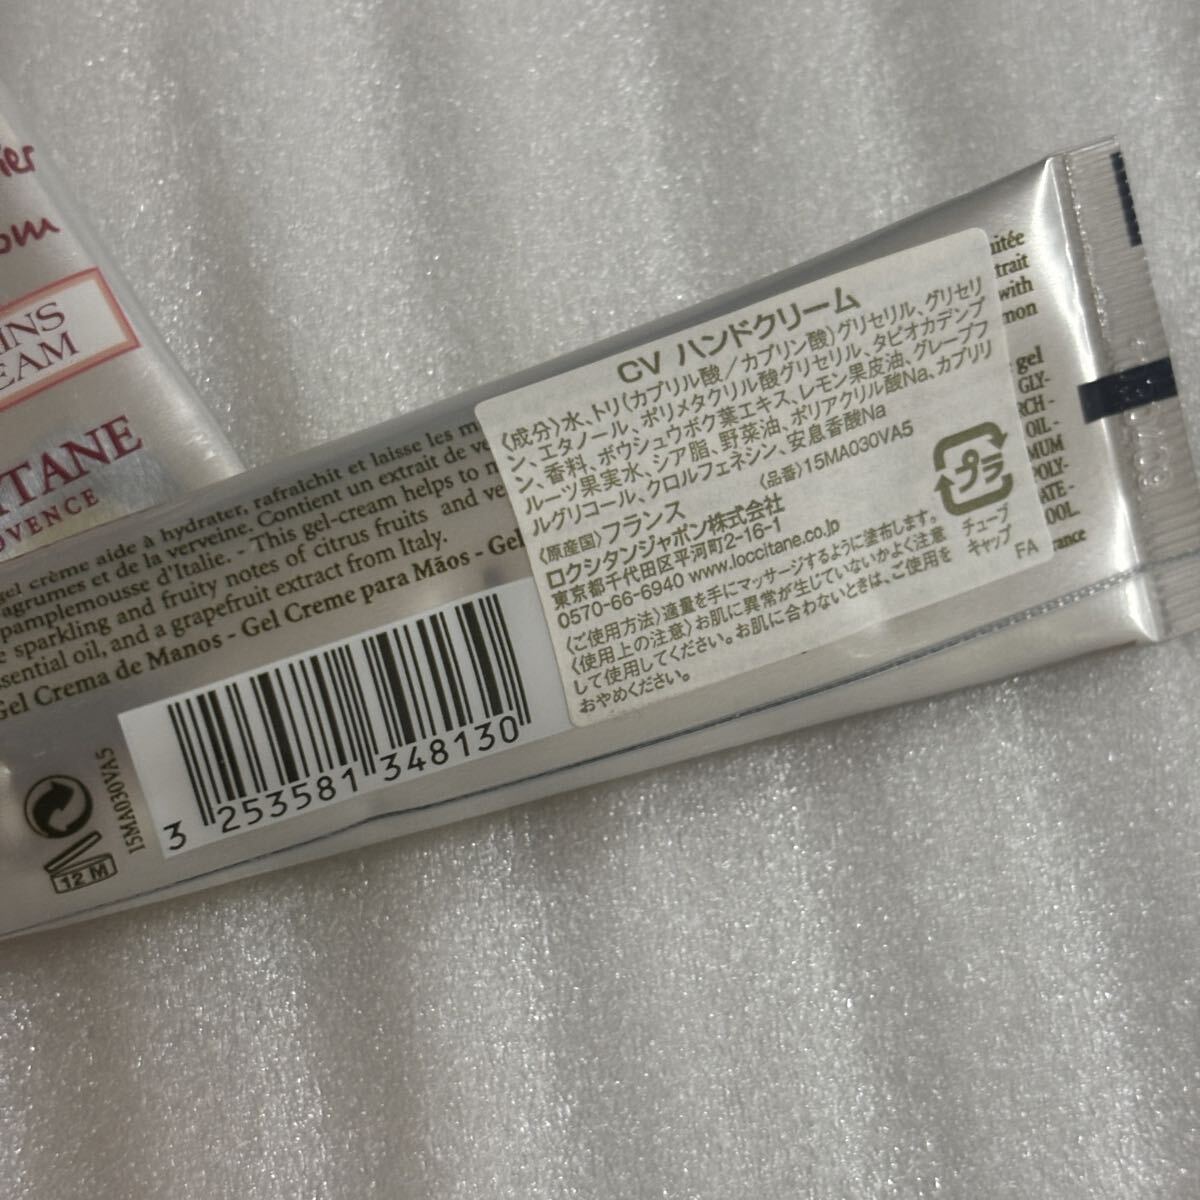 ier
om
INS
EAM
TANE
OVENCE
gel crème aide à hydrater, rafraîchit et laisse les m
agrumes et de la verveine. Contient un extrait de ve
pamplemousse d'Italie. - This gel-cream helps to
e sparkling and fruity notes of citrus fruits and ve
ssential oil, and a grapefruit extract from Italy.
Gel Crema de Manos - Gel Creme para Mãos - Gel
15MA030VA5
12 M
3 253581 348130
CV ハンドクリーム
〈成分〉水、トリ(カプリル酸/カプリン酸)グリセリル、グリセリ
ン、エタノール、ポリメタクリル酸グリセリル、タピオカデンプ
ン、香料、ボウシュウボク葉エキス、レモン果皮油、グレープフ
ルーツ果実水、シア脂、野菜油、ポリアクリル酸Na、カプリリ
ルグリコール、クロルフェネシン、安息香酸Na
〈品番〉15MA030VA5
〈原産国〉フランス
ロクシタンジャポン株式会社
東京都千代田区平河町2-16-1
0570-66-6940 www.loccitane.co.jp
〈ご使用方法〉適量を手にマッサージするように塗布します。
〈使用上の注意〉お肌に異常が生じていないかよく注意
して使用してください。お肌に合わないときは、ご使用を
おやめください。
プラ
チューブ
キャップ
FA
itée
trait
with
mon
gel
GLY-
RCH -
OIL -
MUM
POLY-
ATE -
OOL.
rance